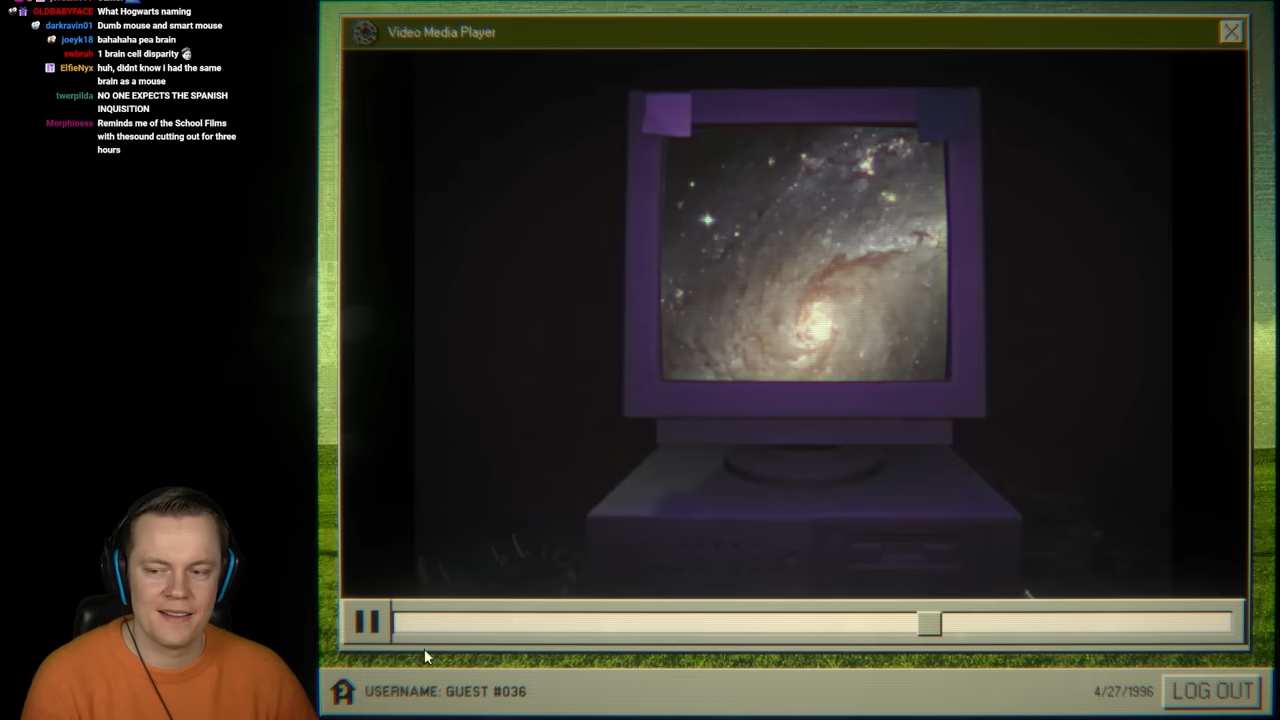 OLDBABYFACE What Hogwarts naming
darkravin01 Dumb mouse and smart mouse
joeyk18 bahahaha pea brain
swbruh 1 brain cell disparity
ElfieNyx huh, didnt know i had the same
brain as a mouse
twerpilda NO ONE EXPECTS THE SPANISH
INQUISITION
Morphiosss Reminds me of the School Films
with thesound cutting out for three
hours
Video Media Player
USERNAME: GUEST #036
4/27/1996
LOG OUT